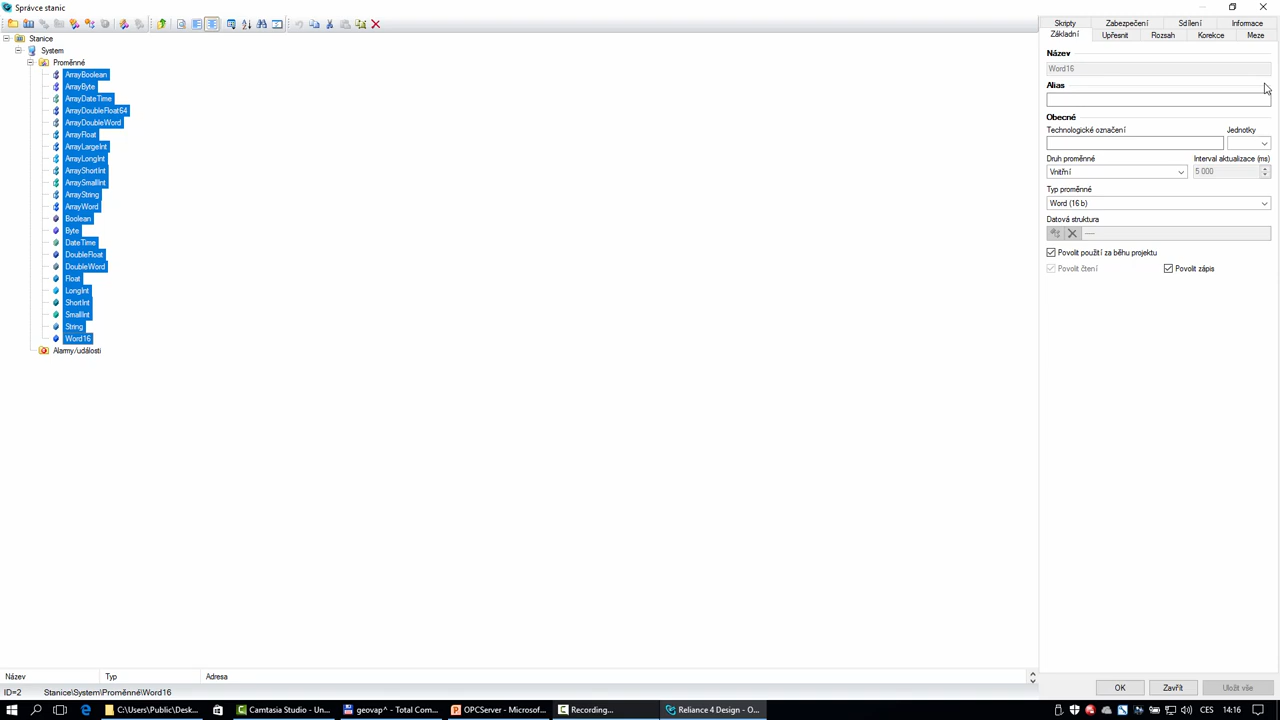 Správce stanic
Stanice
System
Proměnné
ArrayBoolean
ArrayByte
ArrayDateTime
ArrayDoubleFloat64
ArrayDoubleWord
ArrayFloat
ArrayLargeInt
ArrayLongInt
ArrayShortInt
ArraySmallInt
ArrayString
ArrayWord
Boolean
Byte
DateTime
DoubleFloat
DoubleWord
Float
LongInt
ShortInt
SmallInt
String
Word16
Alarmy/události
Skripty Zabezpečení Sdílení Informace
Základní Upřesnit Rozsah Korekce Meze
Název
Word16
Alias
Obecné
Technologické označení Jednotky
Druh proměnné Interval aktualizace (ms)
Vnitřní 5 000
Typ proměnné
Word (16 b)
Datová struktura
----
Povolit použití za běhu projektu
Povolit čtení Povolit zápis
Název Typ Adresa
OK Zavřít Uložit vše
ID=2 Stanice\System\Proměnné\Word16
C:\Users\Public\Desk... Camtasia Studio - Un... geovap^ - Total Com... OPCServer - Microsof... Recording... Reliance 4 Design - O... CES 14:16